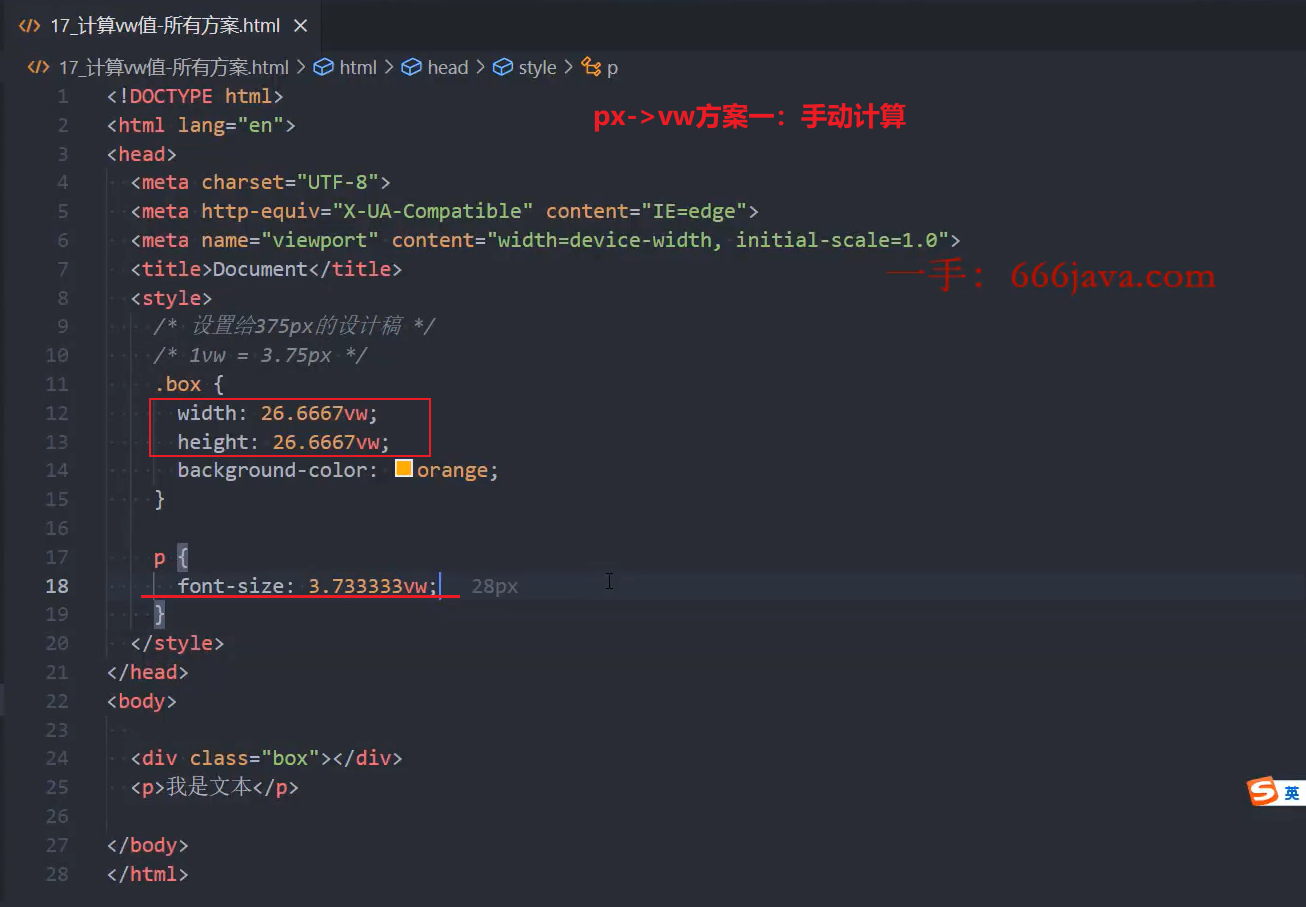 17_计算vw值-所有方案.html
17_计算vw值-所有方案.html > html > head > style > p
px->vw方案一：手动计算
1 <!DOCTYPE html>
2 <html lang="en">
3 <head>
4 <meta charset="UTF-8">
5 <meta http-equiv="X-UA-Compatible" content="IE=edge">
6 <meta name="viewport" content="width=device-width, initial-scale=1.0">
7 <title>Document</title>
一手：666java.com
8 <style>
9 /* 设置给375px的设计稿 */
10 /* 1vw = 3.75px */
11 .box {
12 width: 26.6667vw;
13 height: 26.6667vw;
14 background-color: orange;
15 }
16
17 p {
18 font-size: 3.733333vw; 28px
19 }
20 </style>
21 </head>
22 <body>
23
24 <div class="box"></div>
25 <p>我是文本</p>
英
26
27 </body>
28 </html>